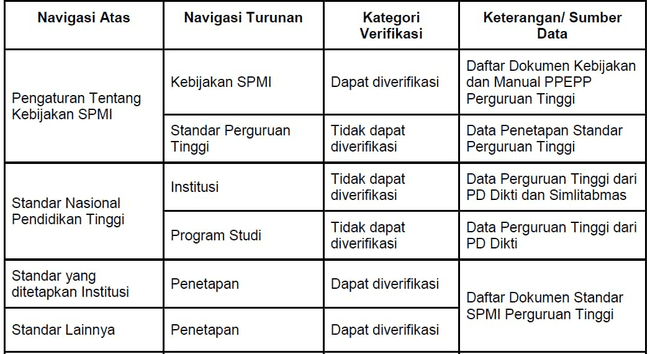 Navigasi Atas
Navigasi Turunan
Kategori
Verifikasi
Keterangan/ Sumber
Data
Pengaturan Tentang
Kebijakan SPMI
Kebijakan SPMI
Dapat diverifikasi
Daftar Dokumen Kebijakan
dan Manual PPEPP
Perguruan Tinggi
Standar Perguruan
Tinggi
Tidak dapat
diverifikasi
Data Penetapan Standar
Perguruan Tinggi
Standar Nasional
Pendidikan Tinggi
Institusi
Tidak dapat
diverifikasi
Data Perguruan Tinggi dari
PD Dikti dan Simlitabmas
Program Studi
Tidak dapat
diverifikasi
Data Perguruan Tinggi dari
PD Dikti
Standar yang
ditetapkan Institusi
Penetapan
Dapat diverifikasi
Daftar Dokumen Standar
SPMI Perguruan Tinggi
Standar Lainnya
Penetapan
Dapat diverifikasi